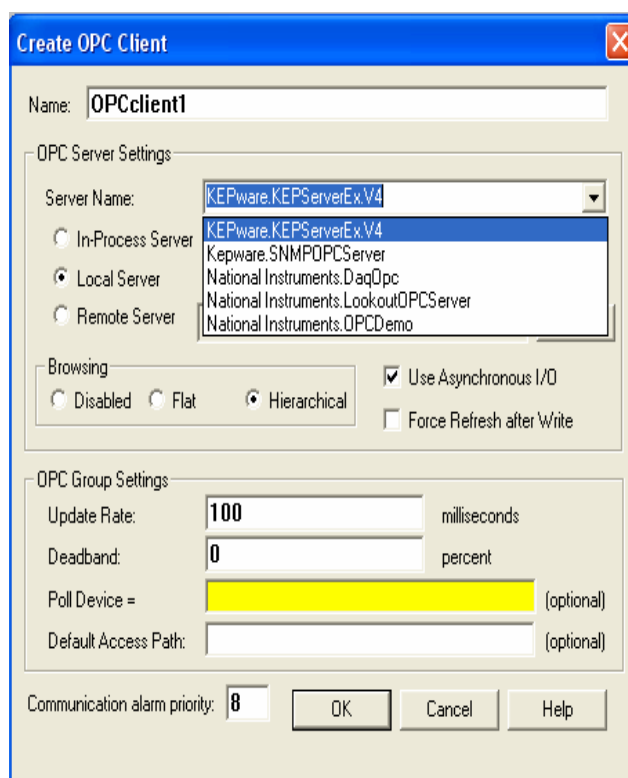 Create OPC Client
Name: OPCclient1
OPC Server Settings
Server Name: KEPware.KEPServerEx.V4
KEPware.KEPServerEx.V4
Kepware.SNMPOPCServer
National Instruments.DaqOpc
National Instruments.LookoutOPCServer
National Instruments.OPCDemo
In-Process Server
Local Server
Remote Server
Browsing
Disabled Flat Hierarchical
Use Asynchronous I/O
Force Refresh after Write
OPC Group Settings
Update Rate: 100 milliseconds
Deadband: 0 percent
Poll Device = (optional)
Default Access Path: (optional)
Communication alarm priority: 8 OK Cancel Help